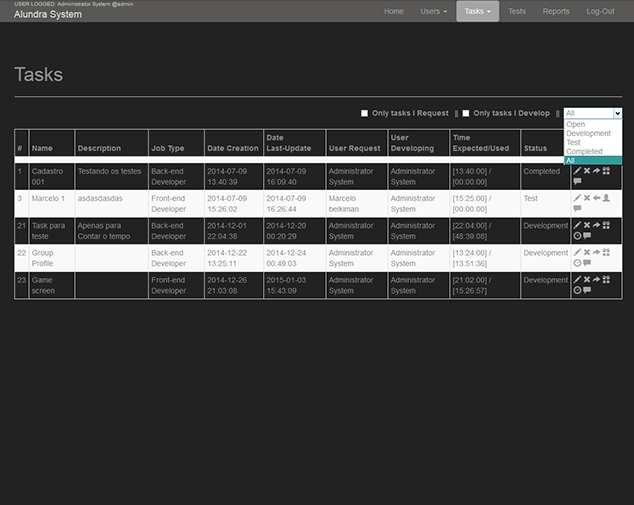 USER LOGGED: Administrator System @admin
Alundra System
Home Users Tasks Tests Reports Log-Out
Tasks
Only tasks I Request || Only tasks I Develop || All
Open
Development
Test
Completed
All
# Name Description Job Type Date Creation Date Last-Update User Request User Developing Time Expected/Used Status
1 Cadastro 001 Testando os testes Back-end Developer 2014-07-09 13:40:39 2014-07-09 16:09:40 Administrator System Administrator System [13:40:00] / [00:00:00] Completed
3 Marcelo 1 asdasdasdas Front-end Developer 2014-07-09 15:26:02 2014-07-09 16:26:44 Marcelo belkiman Administrator System [15:25:00] / [00:00:00] Test
21 Task para teste Apenas para Contar o tempo Back-end Developer 2014-12-01 22:04:38 2014-12-20 00:20:29 Administrator System Administrator System [22:04:00] / [48:39:08] Development
22 Group Profile Back-end Developer 2014-12-22 13:25:11 2014-12-24 00:49:03 Administrator System Administrator System [13:24:00] / [13:51:36] Development
23 Game screen Front-end Developer 2014-12-26 21:03:08 2015-01-03 15:43:09 Administrator System Administrator System [21:02:00] / [15:26:57] Development